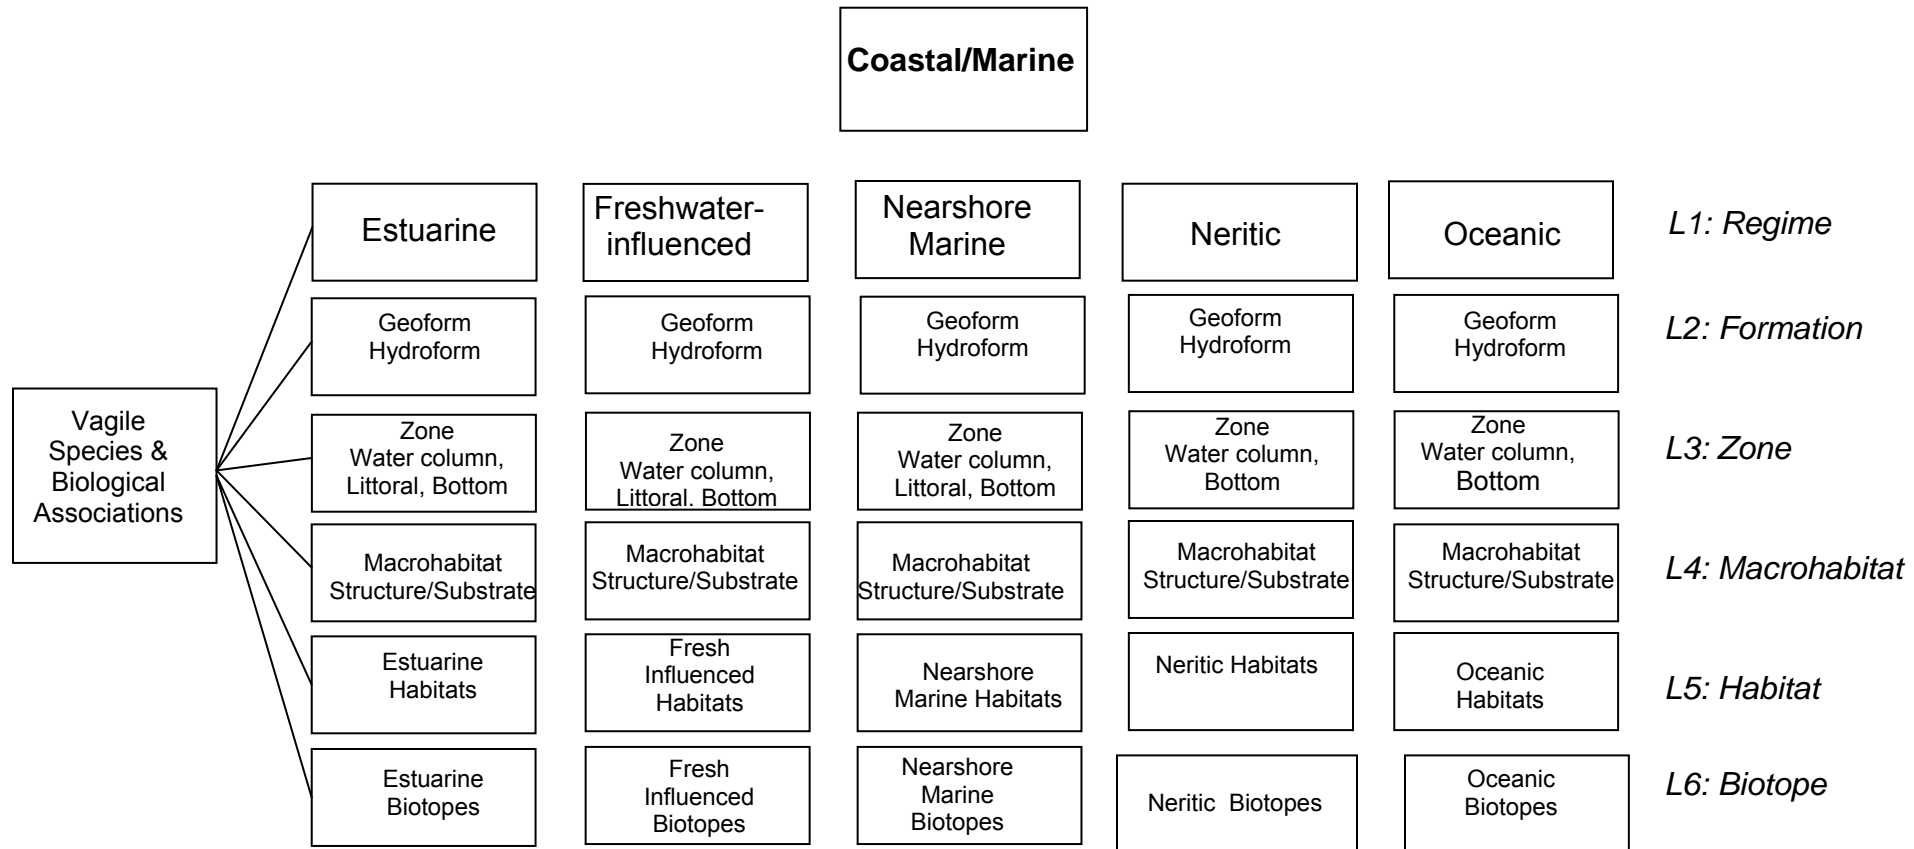 Coastal/Marine
Estuarine
Freshwater-
influenced
Nearshore
Marine
Neritic
Oceanic
L1: Regime
Geoform
Hydroform
Geoform
Hydroform
Geoform
Hydroform
Geoform
Hydroform
Geoform
Hydroform
L2: Formation
Vagile
Species &
Biological
Associations
Zone
Water column,
Littoral, Bottom
Zone
Water column,
Littoral. Bottom
Zone
Water column,
Littoral, Bottom
Zone
Water column,
Bottom
Zone
Water column,
Bottom
L3: Zone
Macrohabitat
Structure/Substrate
Macrohabitat
Structure/Substrate
Macrohabitat
Structure/Substrate
Macrohabitat
Structure/Substrate
Macrohabitat
Structure/Substrate
L4: Macrohabitat
Estuarine
Habitats
Fresh
Influenced
Habitats
Nearshore
Marine Habitats
Neritic Habitats
Oceanic
Habitats
L5: Habitat
Estuarine
Biotopes
Fresh
Influenced
Biotopes
Nearshore
Marine
Biotopes
Neritic  Biotopes
Oceanic
Biotopes
L6: Biotope